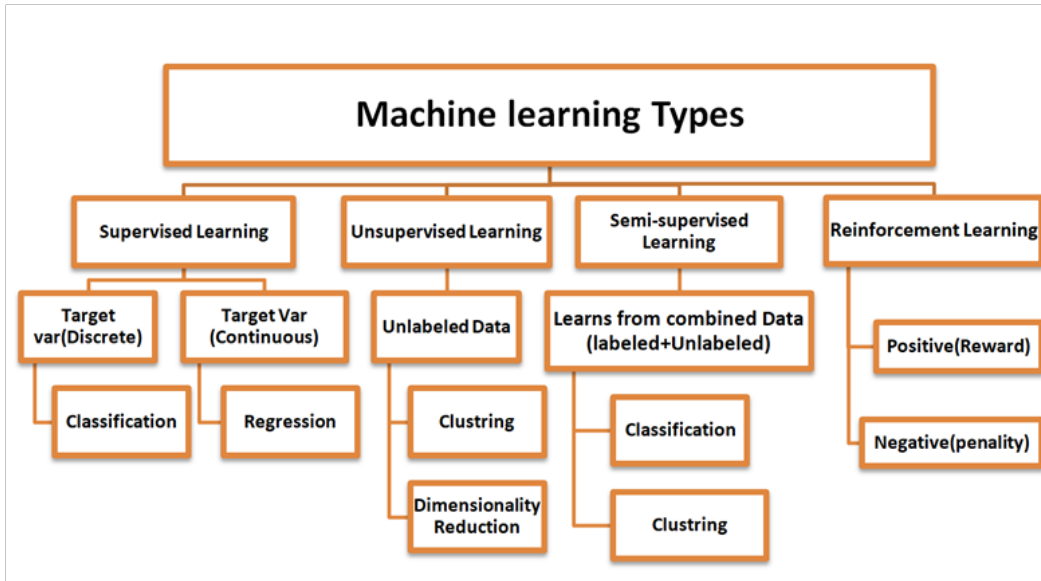 Machine learning Types
Supervised Learning
Unsupervised Learning
Semi-supervised
Learning
Reinforcement Learning
Target
var(Discrete)
Target Var
(Continuous)
Unlabeled Data
Learns from combined Data
(labeled+Unlabeled)
Positive(Reward)
Classification
Regression
Clustring
Classification
Negative(penality)
Dimensionality
Reduction
Clustring